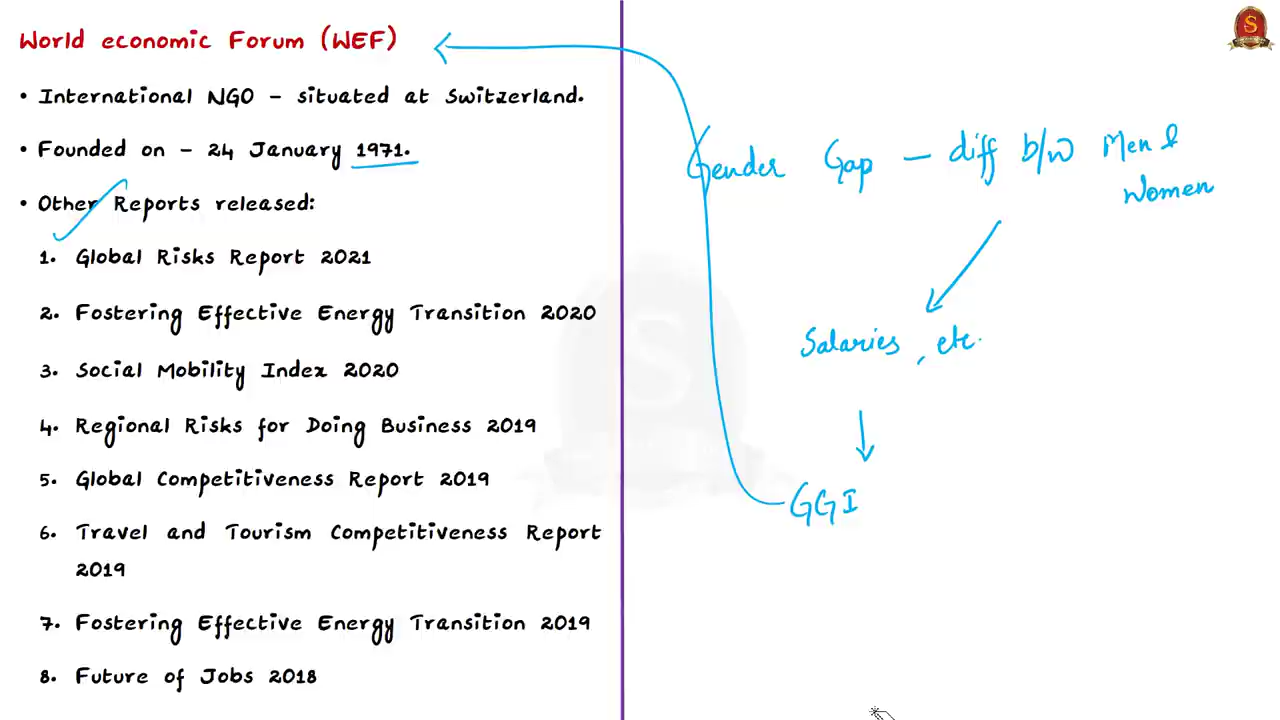 World economic Forum (WEF)
• International NGO - situated at Switzerland.
• Founded on - 24 January 1971.
• Other Reports released:
1. Global Risks Report 2021
2. Fostering Effective Energy Transition 2020
3. Social Mobility Index 2020
4. Regional Risks for Doing Business 2019
5. Global Competitiveness Report 2019
6. Travel and Tourism Competitiveness Report
2019
7. Fostering Effective Energy Transition 2019
8. Future of Jobs 2018
Gender Gap - diff b/w Men &
Women
Salaries, etc.
GGI
S
S